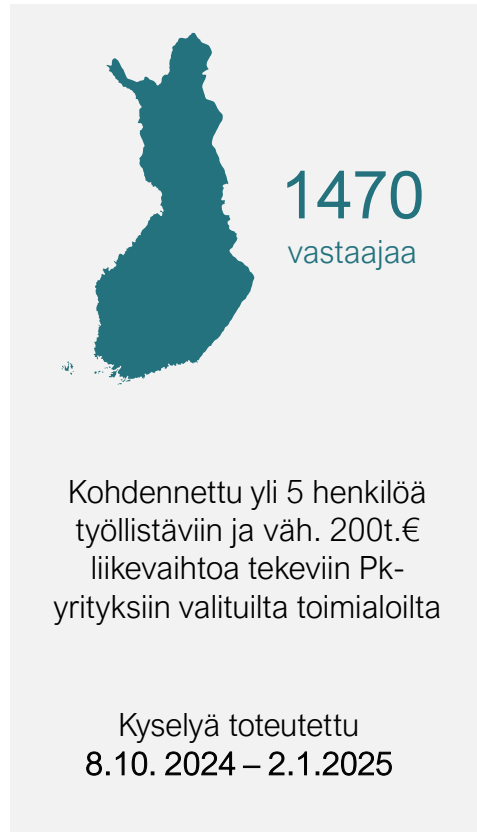 1470
vastaajaa
Kohdennettu yli 5 henkilöä
työllistäviin ja väh. 200t.€
liikevaihtoa tekeviin Pk-
yrityksiin valituilta toimialoilta
Kyselyä toteutettu
8.10. 2024 – 2.1.2025